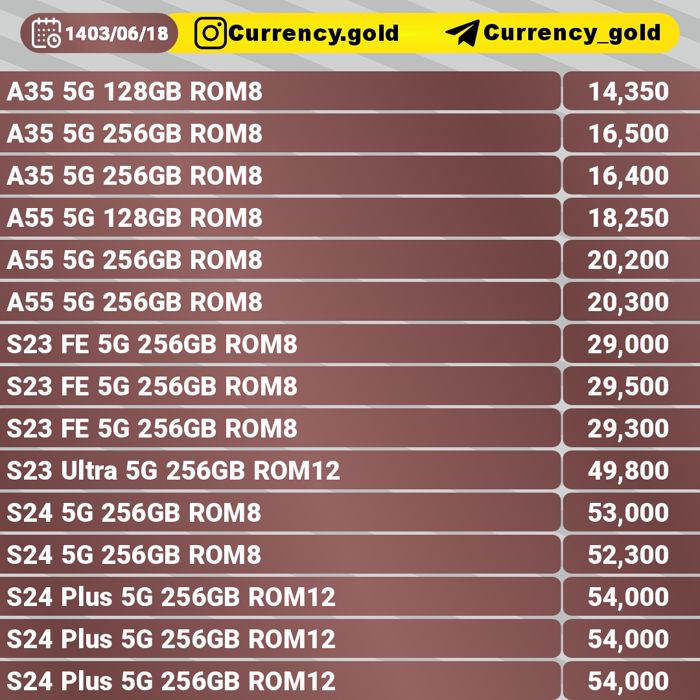 1403/06/18 Currency.gold Currency_gold
A35 5G 128GB ROM8 14,350
A35 5G 256GB ROM8 16,500
A35 5G 256GB ROM8 16,400
A55 5G 128GB ROM8 18,250
A55 5G 256GB ROM8 20,200
A55 5G 256GB ROM8 20,300
S23 FE 5G 256GB ROM8 29,000
S23 FE 5G 256GB ROM8 29,500
S23 FE 5G 256GB ROM8 29,300
S23 Ultra 5G 256GB ROM12 49,800
S24 5G 256GB ROM8 53,000
S24 5G 256GB ROM8 52,300
S24 Plus 5G 256GB ROM12 54,000
S24 Plus 5G 256GB ROM12 54,000
S24 Plus 5G 256GB ROM12 54,000